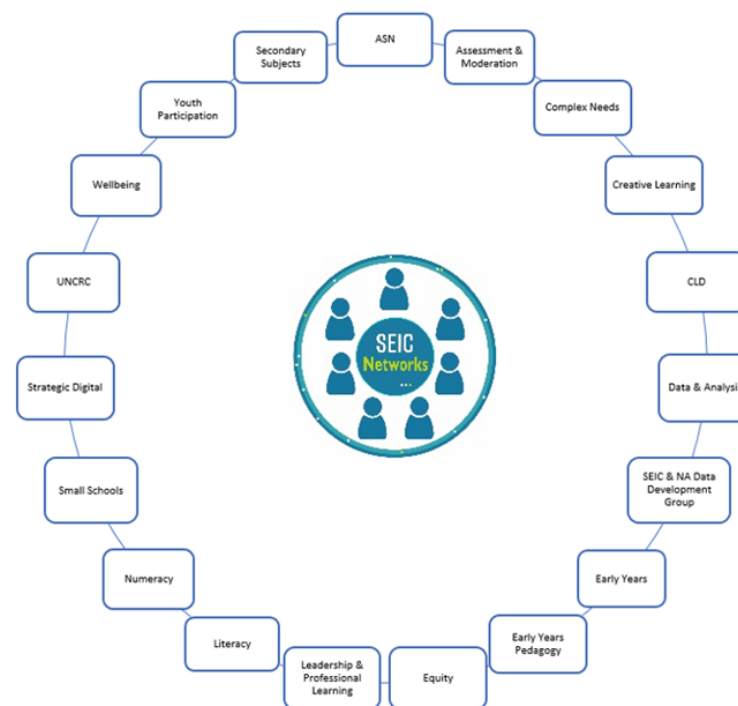 ASN
Assessment &
Moderation
Complex Needs
Creative Learning
CLD
Data & Analysis
SEIC & NA Data
Development
Group
Early Years
Early Years
Pedagogy
Equity
Leadership &
Professional
Learning
Literacy
Numeracy
Small Schools
Strategic Digital
UNCRC
Wellbeing
Youth
Participation
Secondary
Subjects
SEIC
Networks
...